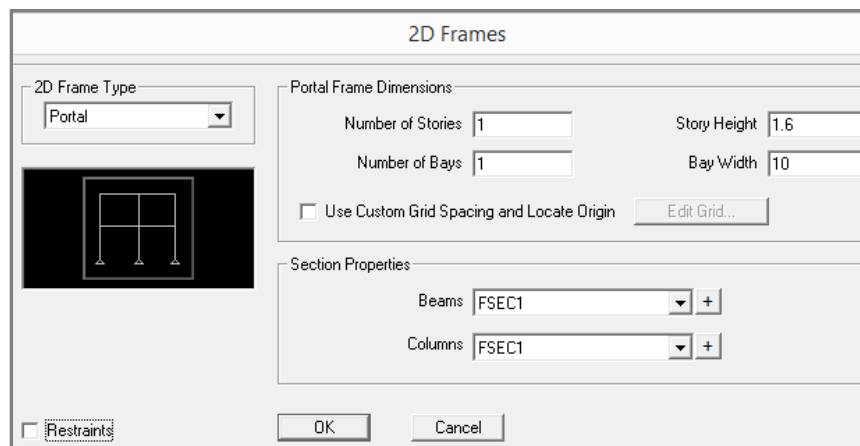 2D Frames
2D Frame Type
Portal
Portal Frame Dimensions
Number of Stories 1 Story Height 1.6
Number of Bays 1 Bay Width 10
Use Custom Grid Spacing and Locate Origin Edit Grid...
Section Properties
Beams FSEC1 +
Columns FSEC1 +
Restraints OK Cancel